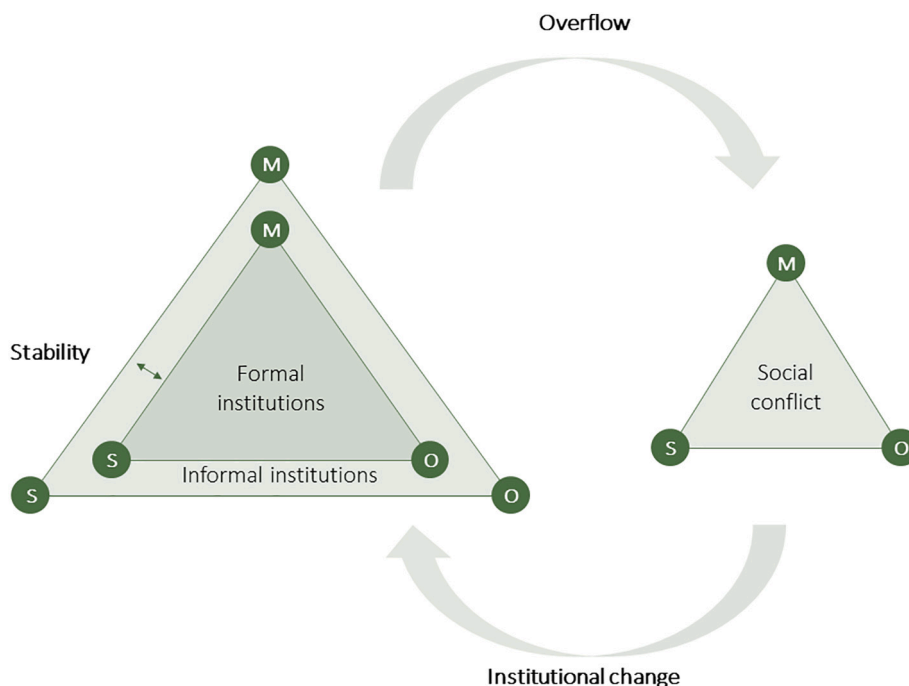 Overflow
M
M
Stability
Formal
institutions
S
O
Informal institutions
S
O
M
Social
conflict
S
O
Institutional change